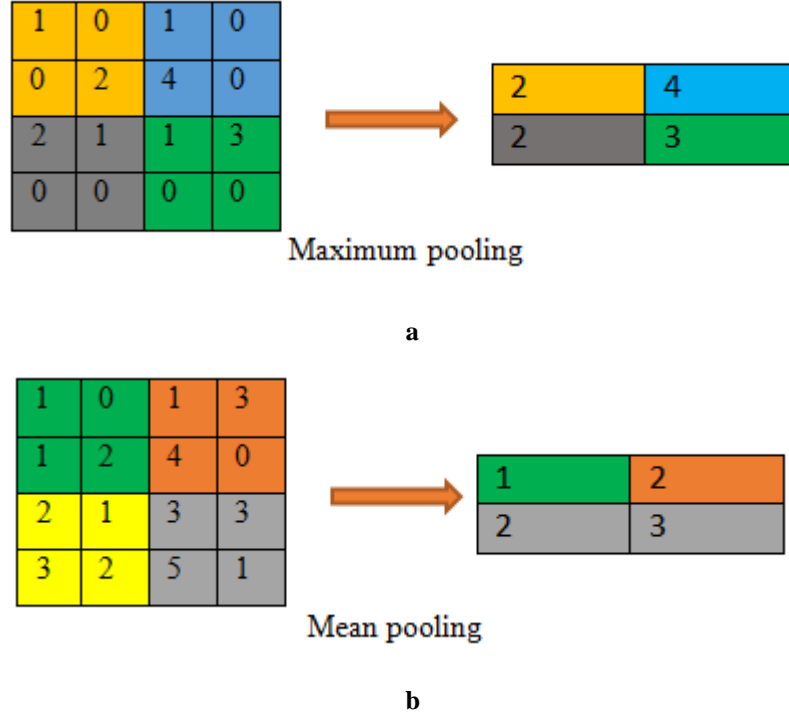 1 0 1 0
0 2 4 0
2 1 1 3
0 0 0 0
2 4
2 3
Maximum pooling
a
1 0 1 3
1 2 4 0
2 1 3 3
3 2 5 1
1 2
2 3
Mean pooling
b